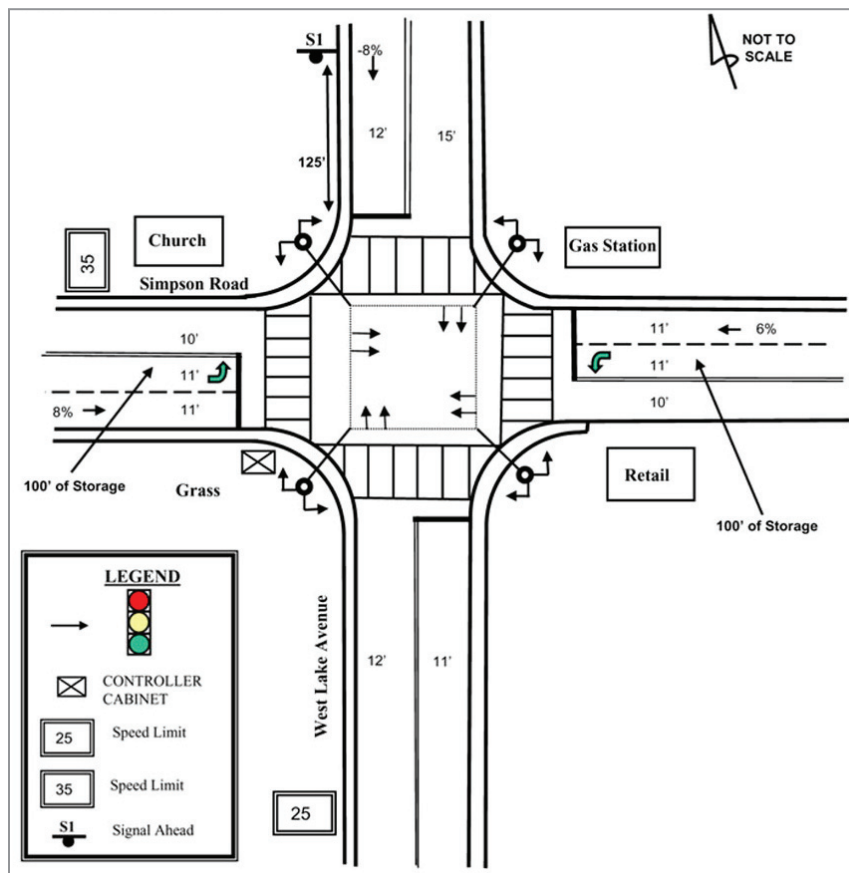 S1
-8%
NOT TO
SCALE
12'
15'
125'
Church
Gas Station
35
Simpson Road
10'
11'
6%
11'
11'
8%
11'
10'
100' of Storage
Grass
Retail
100' of Storage
LEGEND
CONTROLLER
CABINET
25
Speed Limit
35
Speed Limit
S1
Signal Ahead
West Lake Avenue
12'
11'
25